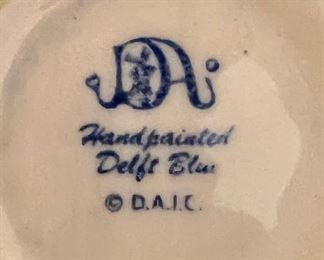 DAi
Handpainted
Delft Blue
© D.A.I.C.